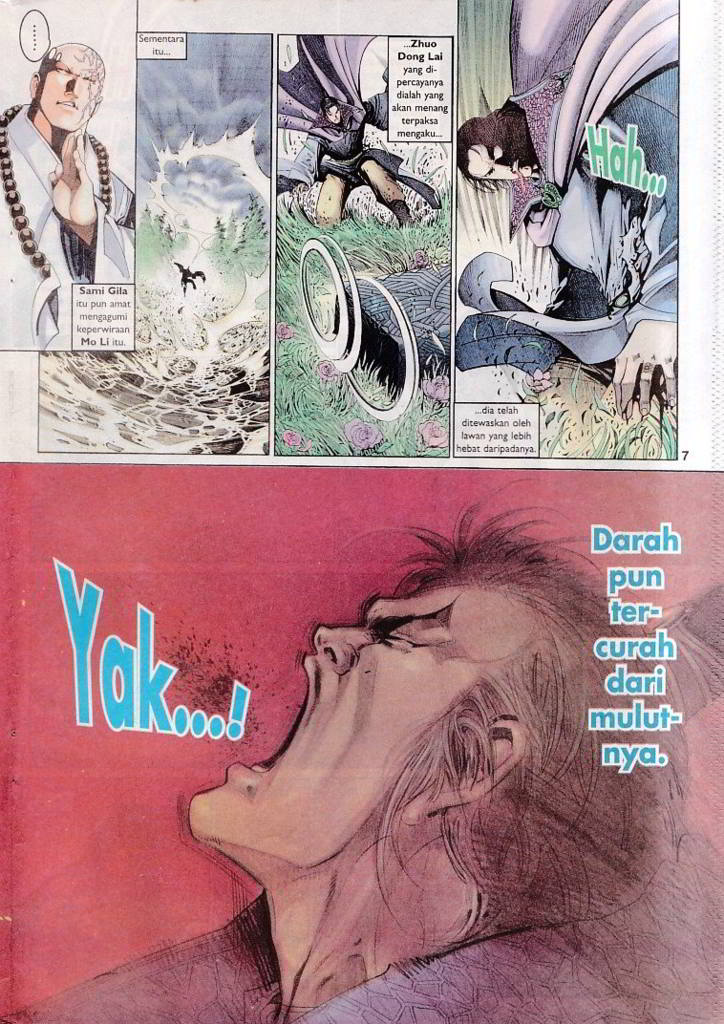 ......
Sami Gila
itu pun amat
mengagumi
keperwiraan
Mo Li itu.
Sementara
itu...
...Zhuo
Dong Lai
yang di-
percayanya
dialah yang
akan menang
terpaksa
mengaku...
Hah...
...dia telah
ditewaskan oleh
lawan yang lebih
hebat daripadanya.
7
Yak....!
Darah
pun
ter-
curah
dari
mulut-
nya.